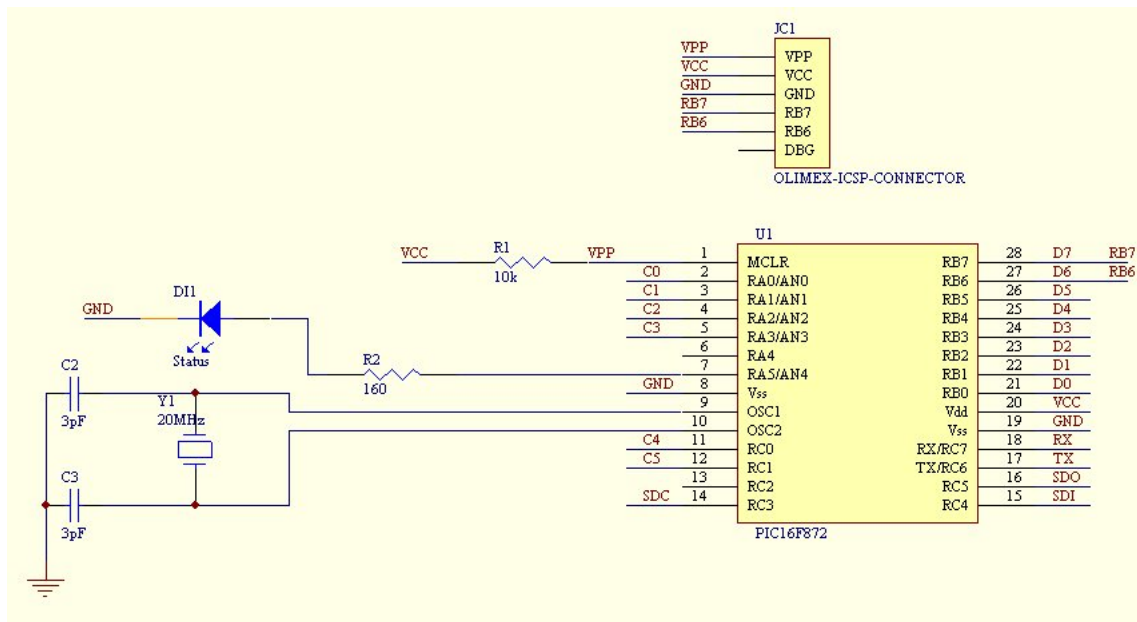 JC1
VPP VPP
VCC VCC
GND GND
RB7 RB7
RB6 RB6
DBG
OLIMEX-ICSP-CONNECTOR
U1
VCC R1 10k VPP 1 MCLR
C0 2 RA0/AN0
C1 3 RA1/AN1
C2 4 RA2/AN2
C3 5 RA3/AN3
6 RA4
7 RA5/AN4
GND 8 Vss
9 OSC1
10 OSC2
C4 11 RC0
C5 12 RC1
13 RC2
SDC 14 RC3
RB7 28 D7 RB7
RB6 27 D6 RB6
RB5 26 D5
RB4 25 D4
RB3 24 D3
RB2 23 D2
RB1 22 D1
RB0 21 D0
Vdd 20 VCC
Vss 19 GND
RX/RC7 18 RX
TX/RC6 17 TX
RC5 16 SDO
RC4 15 SDI
PIC16F872
DI1
GND
Status
R2
160
C2
3pF
Y1
20MHz
C3
3pF